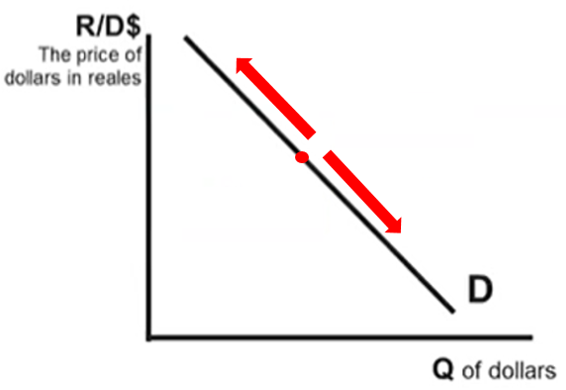 R/D$
The price of
dollars in reales
D
Q of dollars